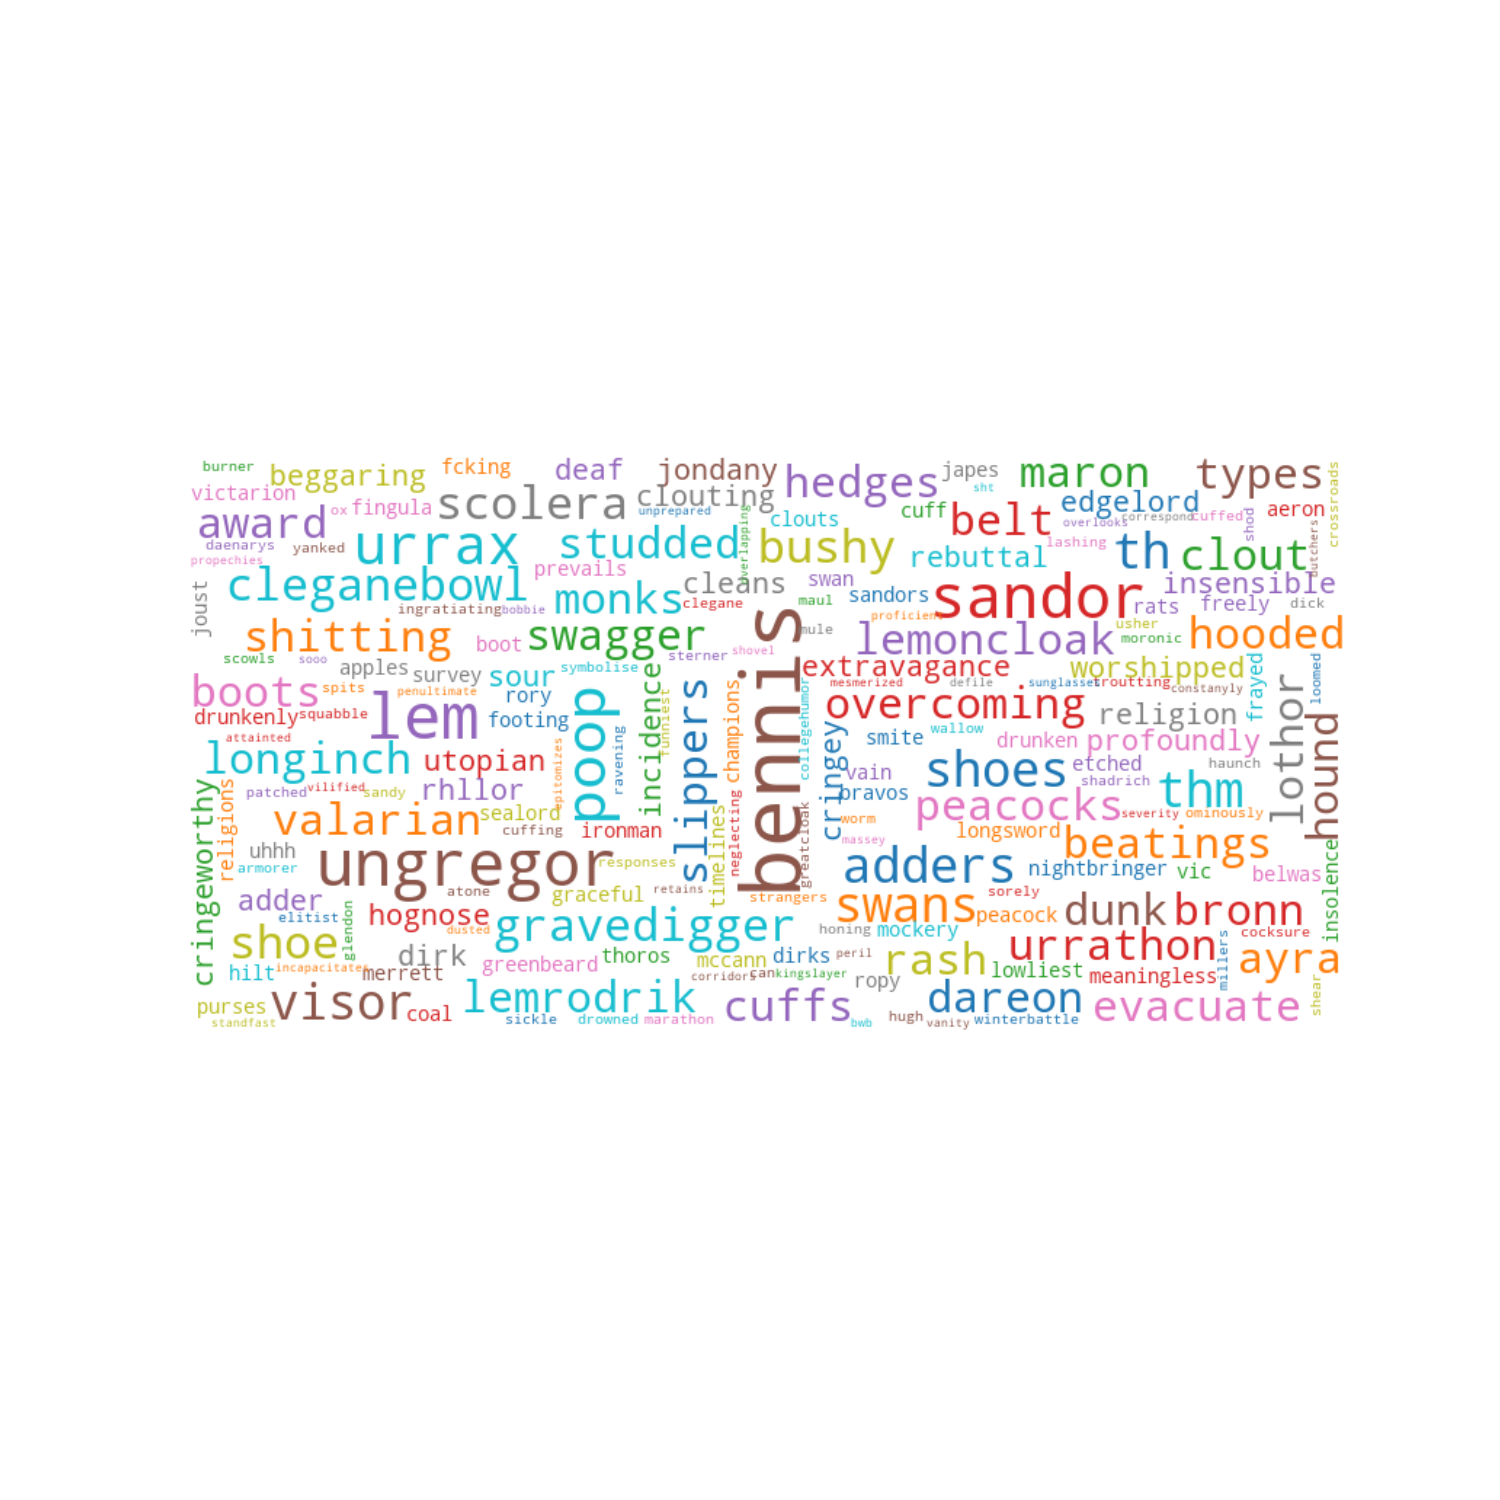 burner
beggaring
fcking
deaf
jondany
hedges
japes
maron
types
crossroads
victarion
ox
fingula
scolera
clouting
unprepared
sht
cuff
belt
edgelord
overlooks
correspond
cuffed
shod
aeron
award
daenarys
yanked
propechies
urrax
studded
overlapping
clouts
bushy
rebuttal
lashing
th
clout
butchers
joust
cleganebowl
prevails
ingratiating
bobbie
monks
cleans
clegane
swan
maul
sandors
proficient
sandor
rats
insensible
freely
dick
usher
moronic
shitting
boot
swagger
sterner
shovel
mule
lemoncloak
hooded
scowls
sooo
apples
survey
sour
symbolise
extravagance
mesmerized
defile
sunglasses
trouting
worshipped
constanyly
frayed
loomed
boots
spits
penultimate
rory
drunkenly
squabble
lem
footing
poop
ravening
incidence
funniest
slippers
champions
bennis
collegehumor
overcoming
wallow
religion
lothor
hound
attainted
longinch
utopian
epitomizes
cringey
smite
drunken
profoundly
haunch
cringeworthy
religions
patched
vilified
sandy
rhllor
sealord
neglecting
vain
bravos
shoes
etched
shadrich
thm
valarian
cuffing
ironman
timelines
greatcloak
worm
massey
peacocks
longsword
severity
ominously
uhhh
armorer
ungregor
responses
adders
beatings
nightbringer
vic
belwas
insolence
adder
elitist
glendon
atone
hognose
dusted
graceful
retains
strangers
swans
sorely
peacock
dunk
bronn
cocksure
shoe
gravedigger
honing
mockery
urrathon
millers
ayra
hilt
incapacitates
dirk
merrett
greenbeard
thoros
mccann
corridors
dirks
can
peril
kingslayer
ropy
rash
lowliest
meaningless
shear
purses
standfast
visor
coal
lemrodrik
sickle
drowned
marathon
cuffs
bwb
hugh
vanity
dareon
winterbattle
evacuate